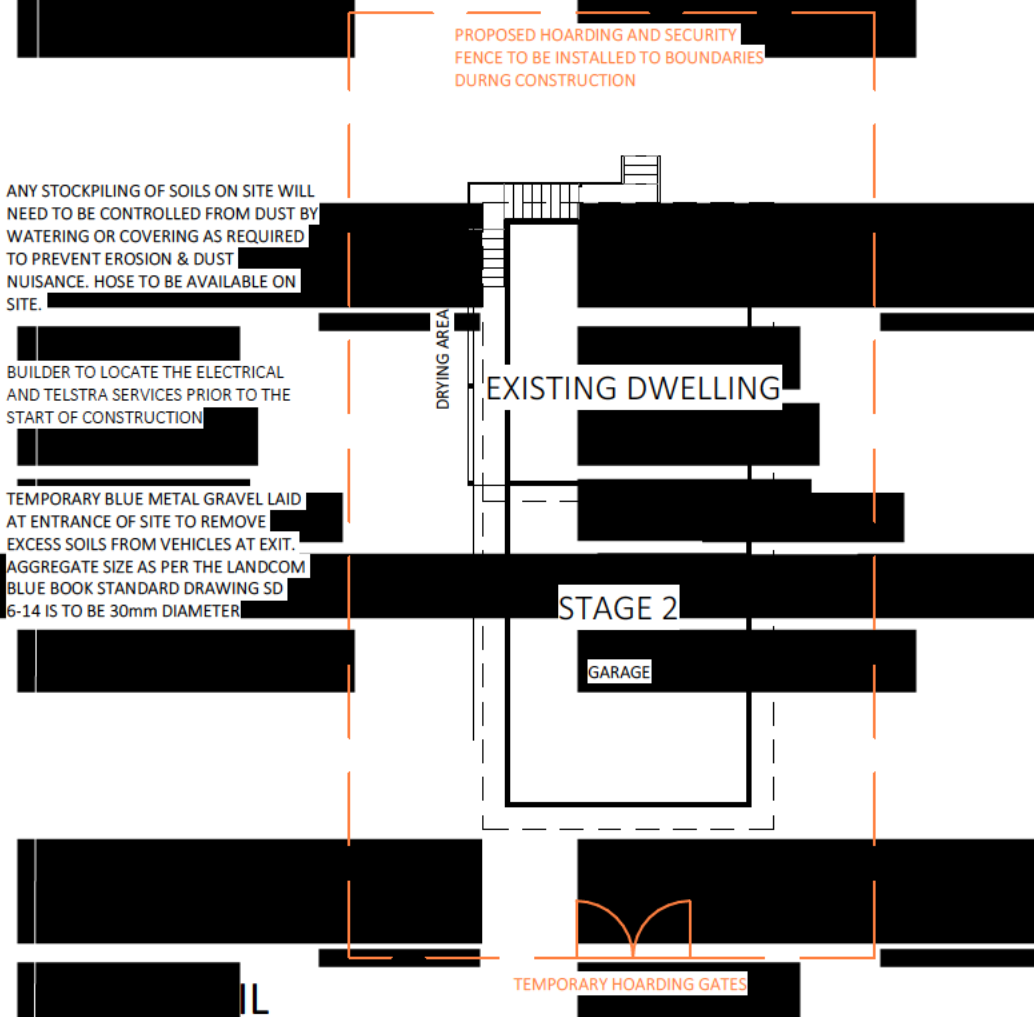 PROPOSED HOARDING AND SECURITY
FENCE TO BE INSTALLED TO BOUNDARIES
DURNG CONSTRUCTION
ANY STOCKPILING OF SOILS ON SITE WILL
NEED TO BE CONTROLLED FROM DUST BY
WATERING OR COVERING AS REQUIRED
TO PREVENT EROSION & DUST
NUISANCE. HOSE TO BE AVAILABLE ON
SITE.
DRYING AREA
BUILDER TO LOCATE THE ELECTRICAL
AND TELSTRA SERVICES PRIOR TO THE
START OF CONSTRUCTION
EXISTING DWELLING
TEMPORARY BLUE METAL GRAVEL LAID
AT ENTRANCE OF SITE TO REMOVE
EXCESS SOILS FROM VEHICLES AT EXIT.
AGGREGATE SIZE AS PER THE LANDCOM
BLUE BOOK STANDARD DRAWING SD
6-14 IS TO BE 30mm DIAMETER
STAGE 2
GARAGE
TEMPORARY HOARDING GATES